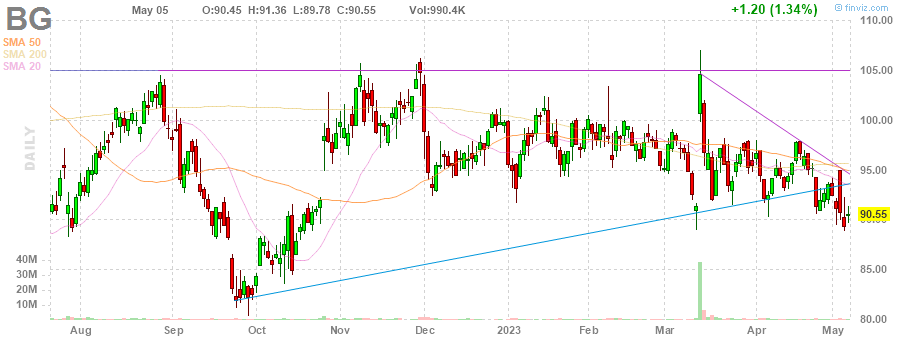 BG May 05 O:90.45 H:91.36 L:89.78 C:90.55 Vol:990.4K +1.20 (1.34%) © finviz.com
SMA 50
SMA 200
SMA 20
DAILY
110.00
105.00
100.00
95.00
90.55
85.00
80.00
40M
30M
20M
10M
Aug Sep Oct Nov Dec 2023 Feb Mar Apr May